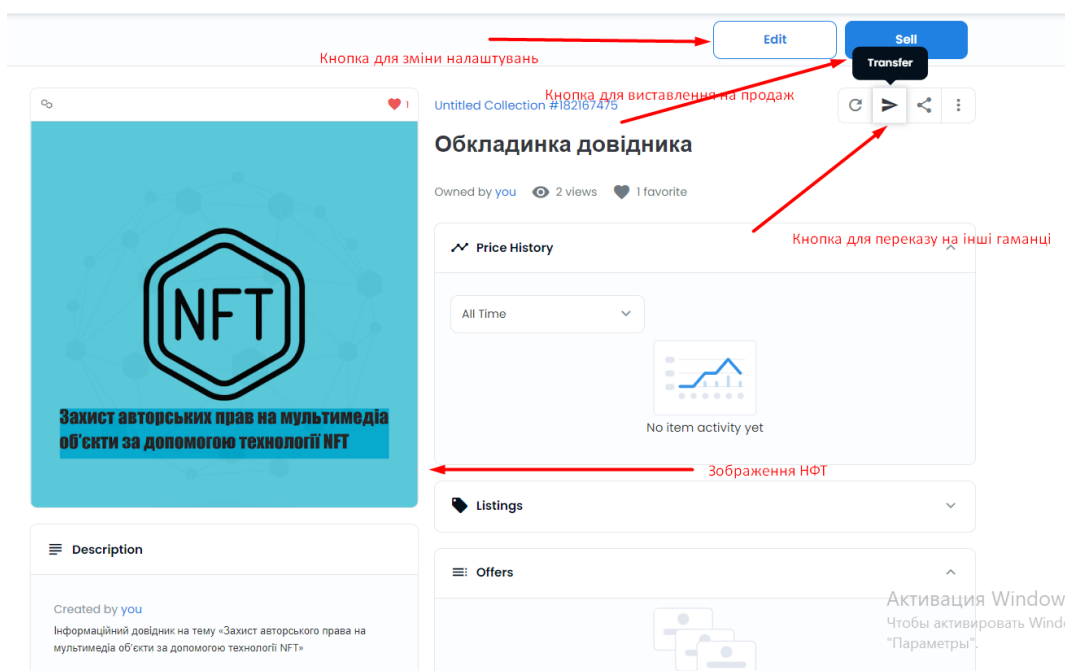 Edit
Sell
Кнопка для зміни налаштувань
Transfer
1
Untitled Collection #182167475
Кнопка для виставлення на продаж
Обкладинка довідника
Owned by you 2 views 1 favorite
Кнопка для переказу на інші гаманці
Price History
All Time
NFT
Захист авторських прав на мультимедіа
об'єкти за допомогою технології NFT
No item activity yet
Зображення НФТ
Listings
Description
Offers
Created by you
Інформаційний довідник на тему «Захист авторського права на
мультимедіа об'єкти за допомогою технології NFT»
Активация Window
Чтобы активировать Wind
"Параметры".